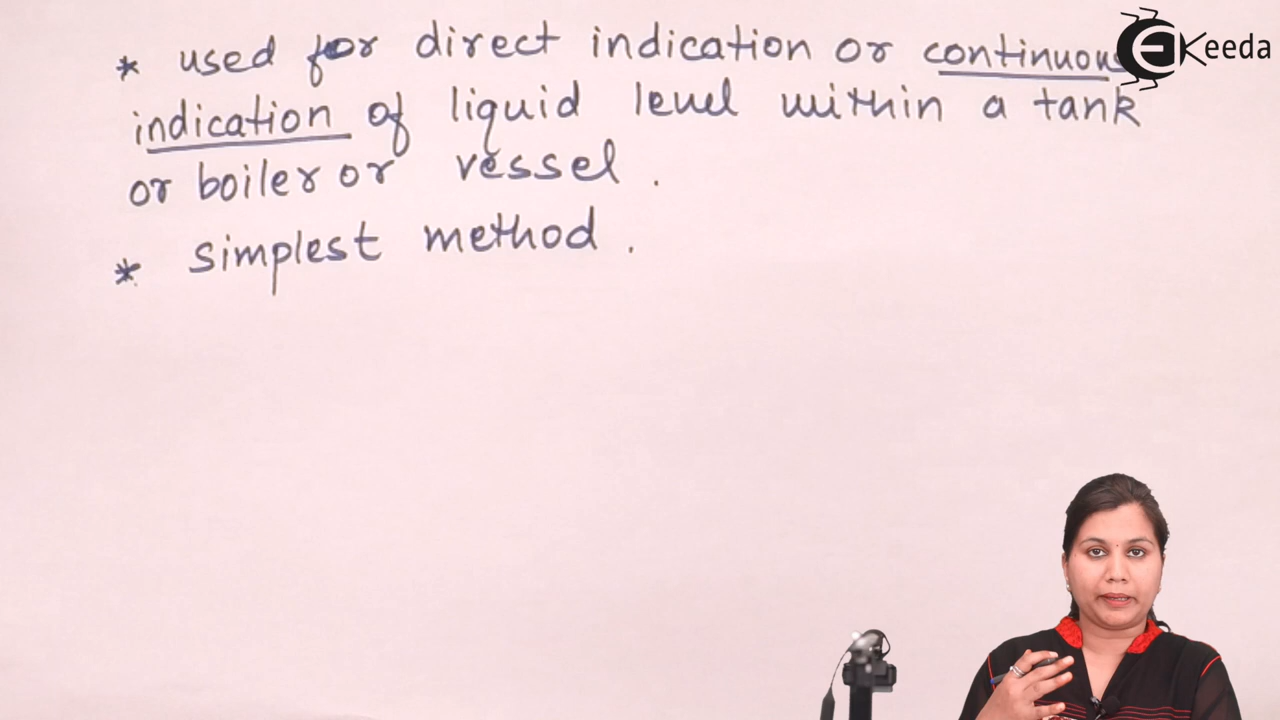 * used for direct indication or continuous
indication of liquid level within a tank
or boiler or vessel.
* simplest method.
EKeeda